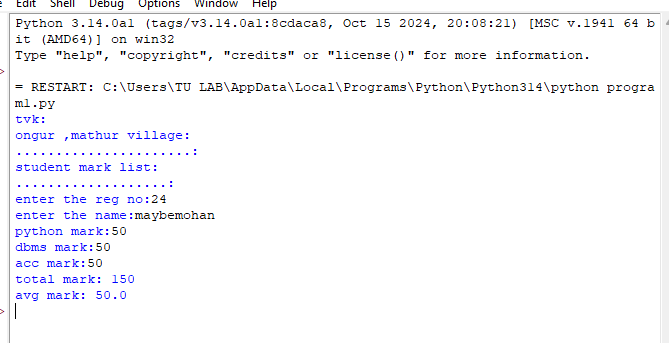 Edit Shell Debug Options Window Help
Python 3.14.0a1 (tags/v3.14.0a1:8cdaca8, Oct 15 2024, 20:08:21) [MSC v.1941 64 b
it (AMD64)] on win32
Type "help", "copyright", "credits" or "license()" for more information.
= RESTART: C:\Users\TU LAB\AppData\Local\Programs\Python\Python314\python progra
m1.py
tvk:
ongur ,mathur village:
......................:
student mark list:
...................:
enter the reg no:24
enter the name:maybemohan
python mark:50
dbms mark:50
acc mark:50
total mark: 150
avg mark: 50.0